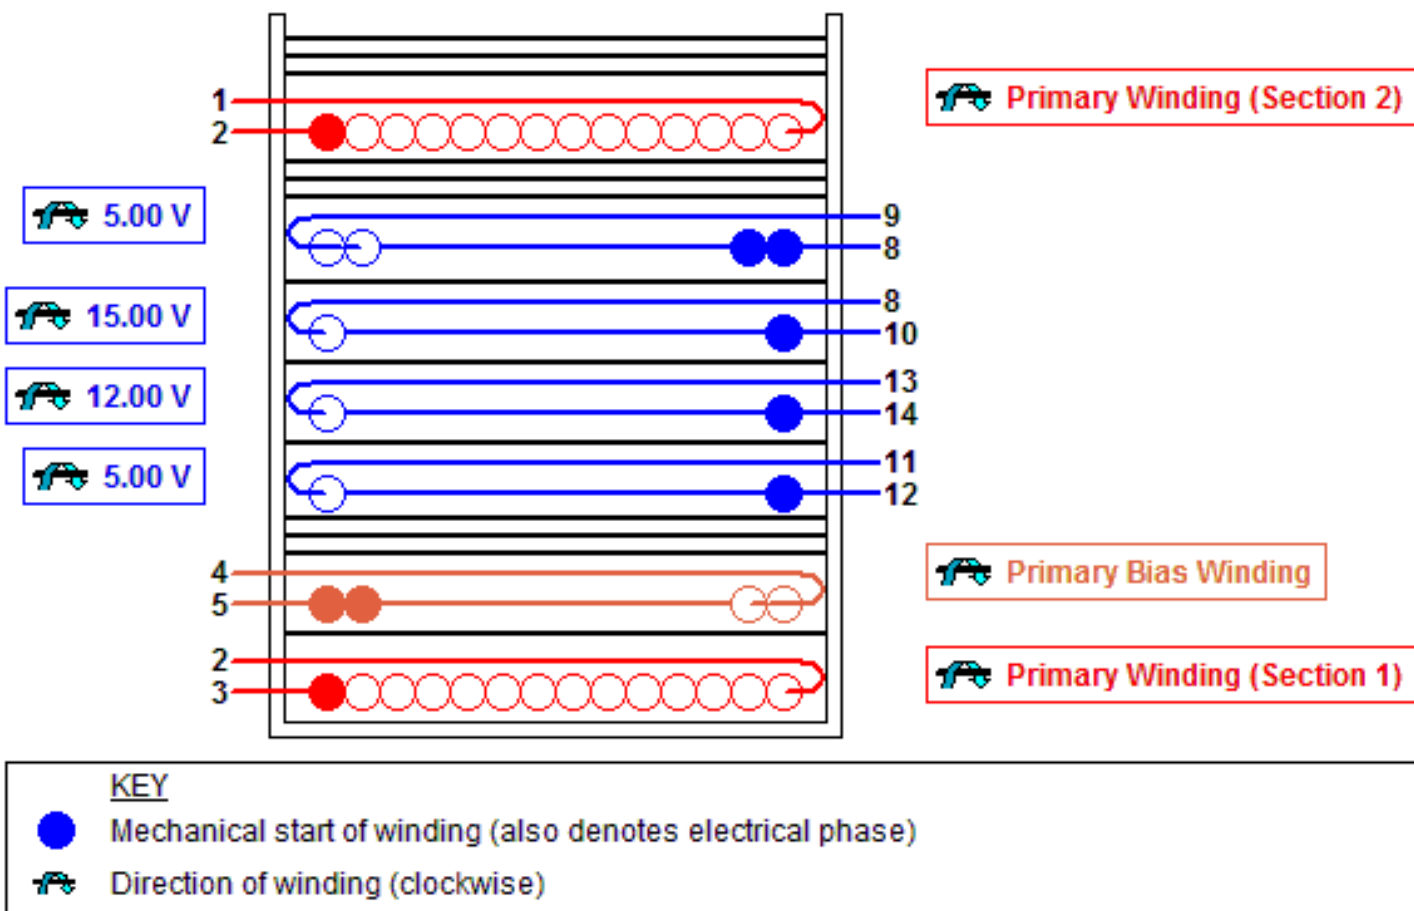 1
Primary Winding (Section 2)
2
5.00 V
9
8
15.00 V
8
10
12.00 V
13
14
5.00 V
11
12
4
Primary Bias Winding
5
2
Primary Winding (Section 1)
3
KEY
Mechanical start of winding (also denotes electrical phase)
Direction of winding (clockwise)